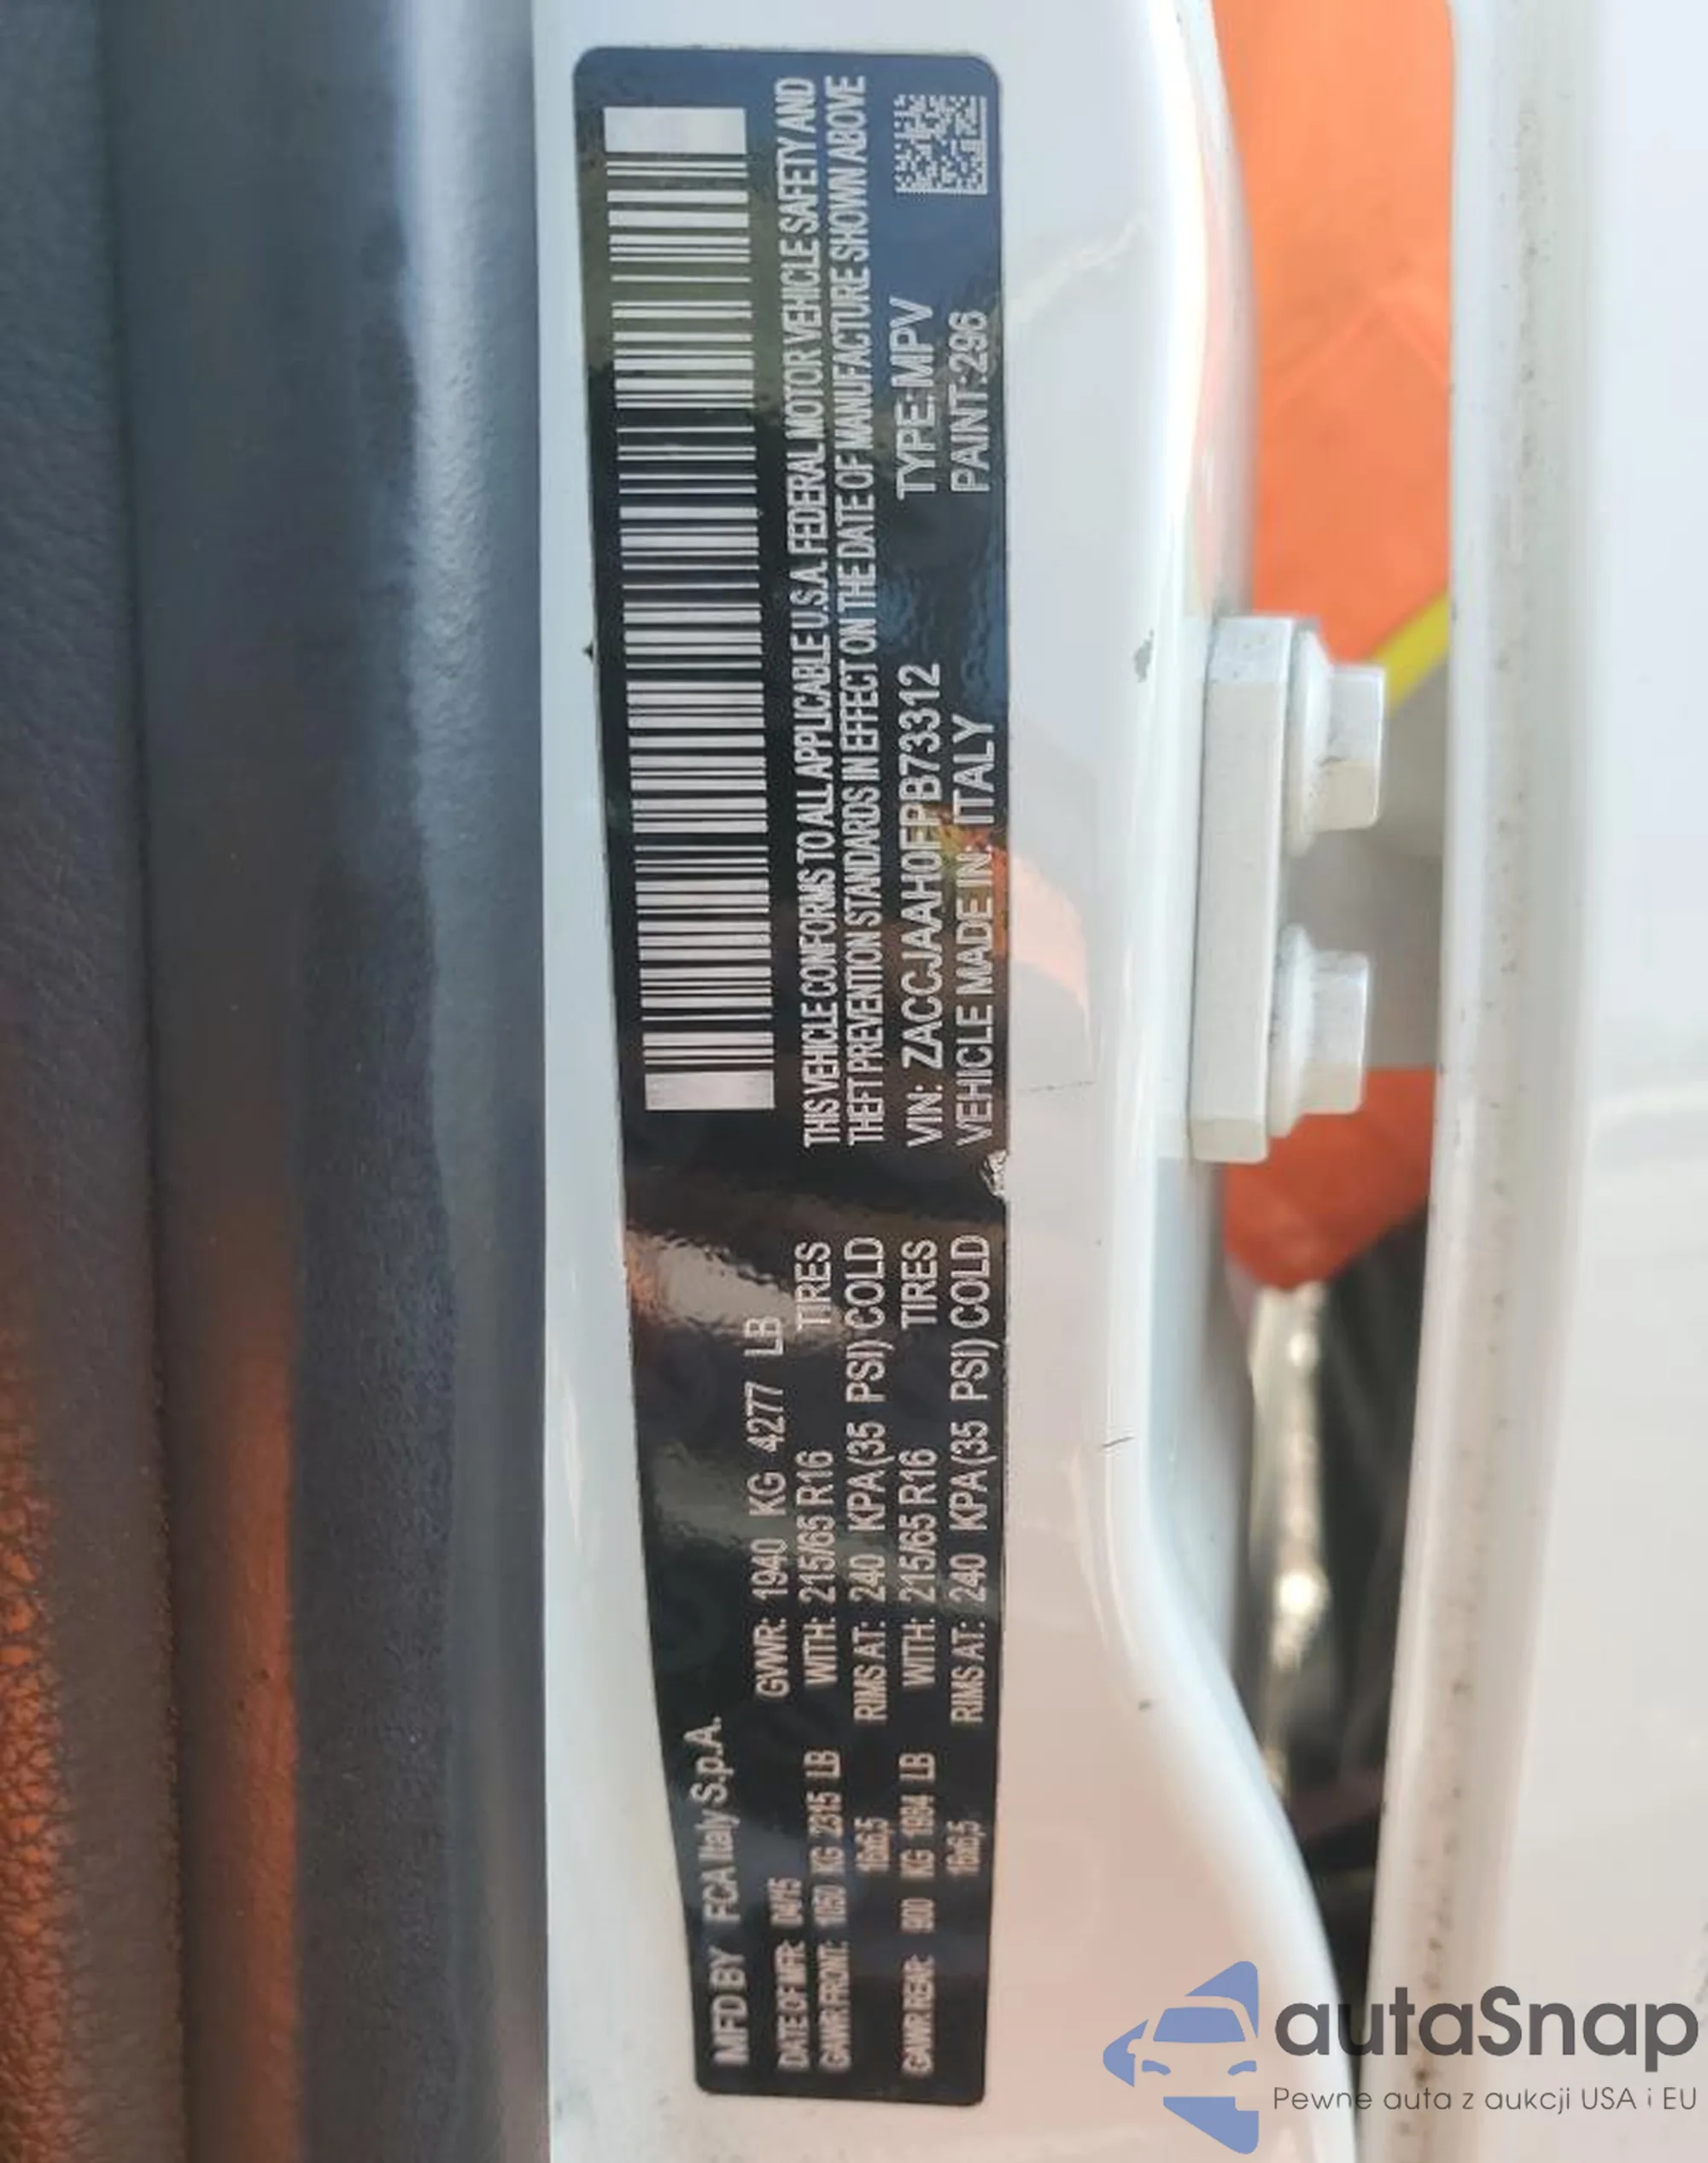 MFD BY FCA Italy S.p.A.
DATE OF MFR: 04/15
GVWR: 1940 KG 4277 LB
GAWR FRONT: 1050 KG 2315 LB
WITH: 215/65 R16 TIRES
16x6,5
RIMS AT: 240 KPA (35 PSI) COLD
GAWR REAR: 900 KG 1984 LB
WITH: 215/65 R16 TIRES
16x6,5
RIMS AT: 240 KPA (35 PSI) COLD
THIS VEHICLE CONFORMS TO ALL APPLICABLE U.S.A. FEDERAL MOTOR VEHICLE SAFETY AND
THEFT PREVENTION STANDARDS IN EFFECT ON THE DATE OF MANUFACTURE SHOWN ABOVE
VIN: ZACCJAAH0FPB73312 TYPE: MPV
VEHICLE MADE IN: ITALY PAINT: 296
autaSnap
Pewne auta z aukcji USA i EU